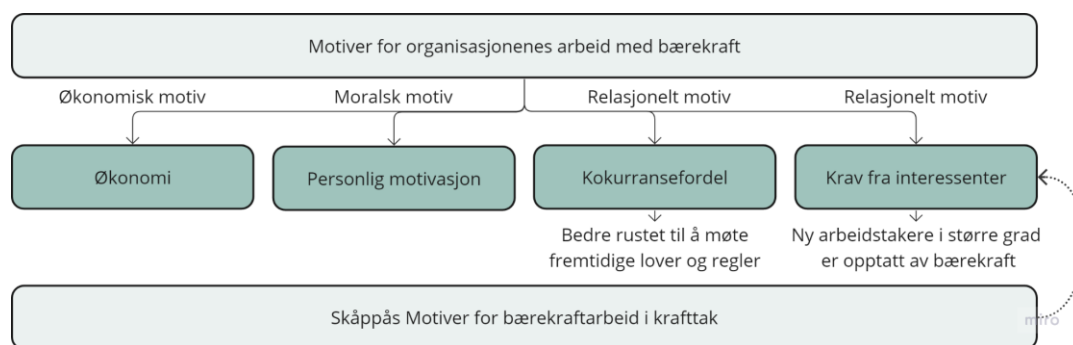 Motiver for organisasjonenes arbeid med bærekraft
Økonomisk motiv
Moralsk motiv
Relasjonelt motiv
Relasjonelt motiv
Økonomi
Personlig motivasjon
Kokurransefordel
Krav fra interessenter
Bedre rustet til å møte
fremtidige lover og regler
Ny arbeidstakere i større grad
er opptatt av bærekraft
Skåppås Motiver for bærekraftarbeid i krafttak
miro